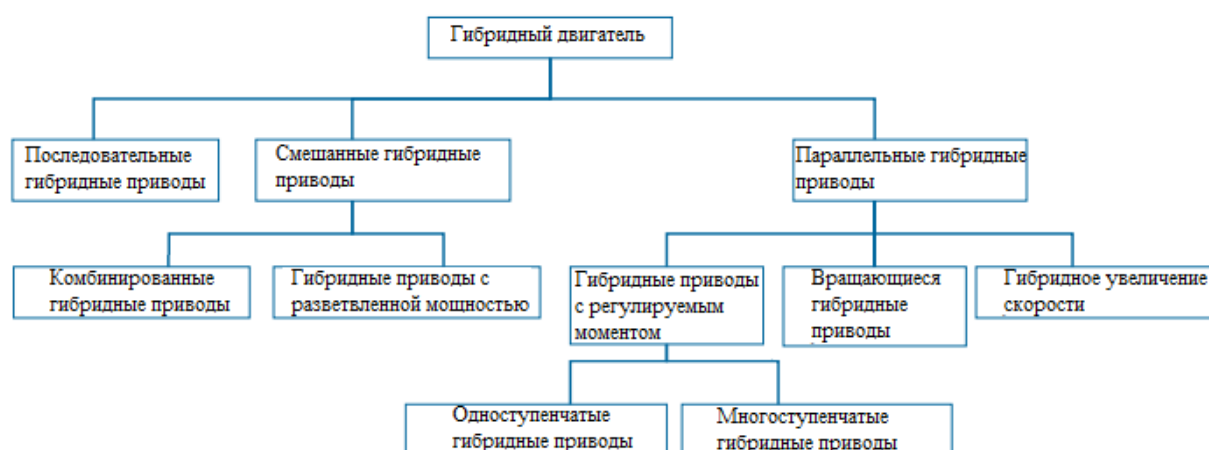 Гибридный двигатель
Последовательные
гибридные приводы
Смешанные гибридные
приводы
Параллельные гибридные
приводы
Комбинированные
гибридные приводы
Гибридные приводы с
разветвленной мощностью
Гибридные приводы
с регулируемым
моментом
Вращающиеся
гибридные
приводы
Гибридное увеличение
скорости
Одноступенчатые
гибридные приводы
Многоступенчатые
гибридные приводы